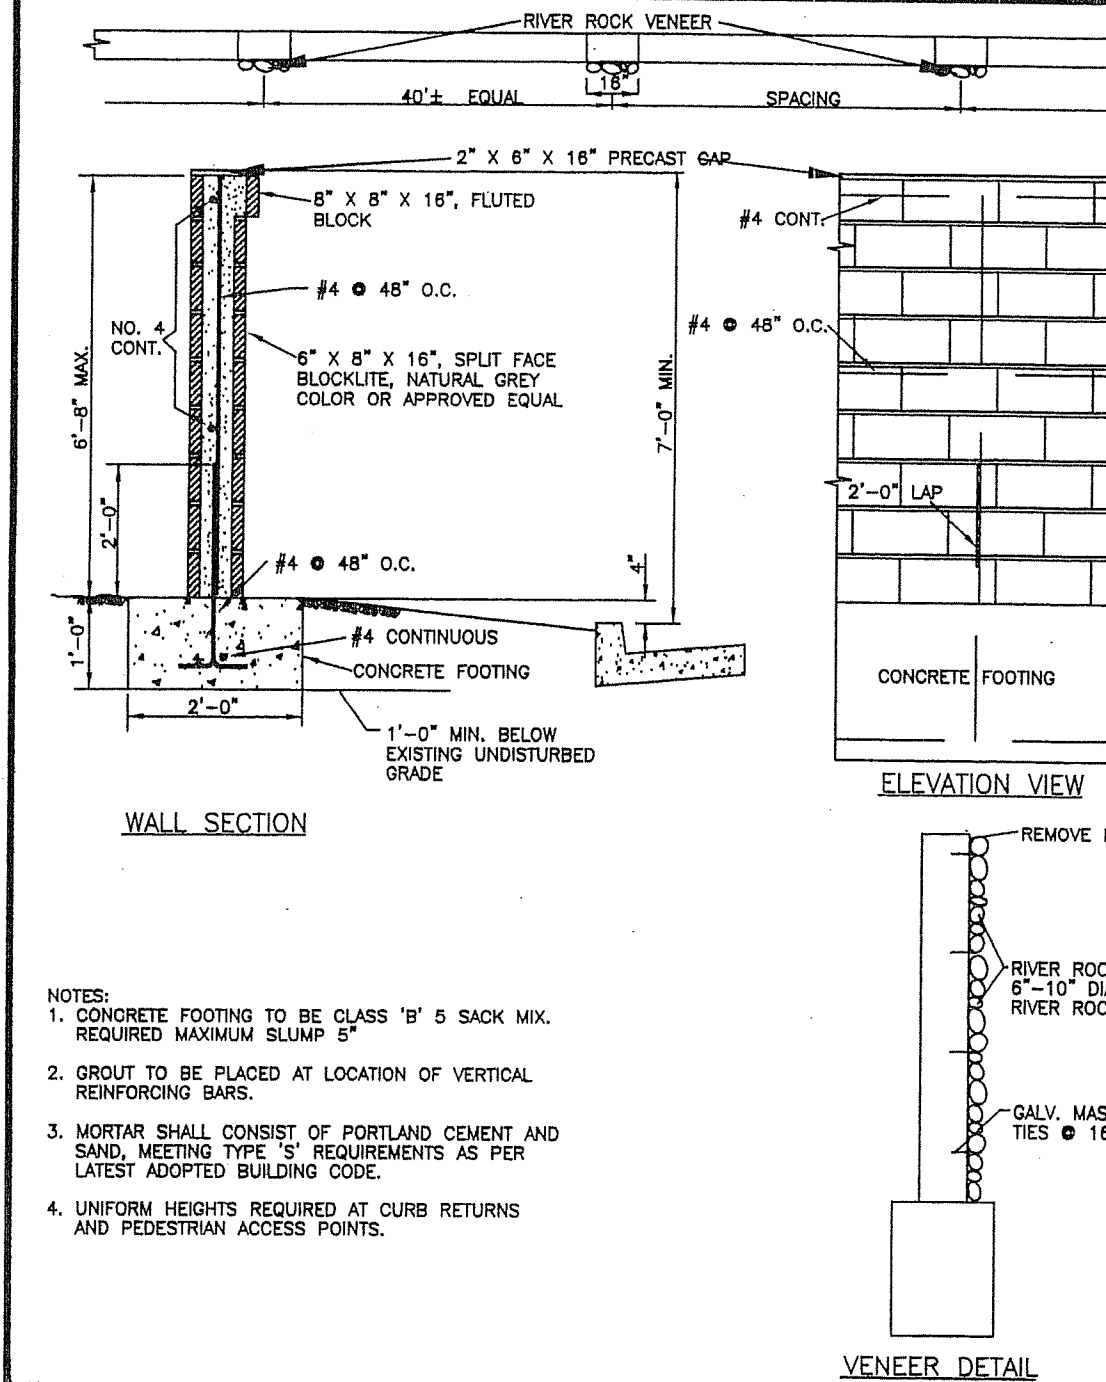 RIVER ROCK VENEER
16"
40'± EQUAL
SPACING
2" X 6" X 16" PRECAST CAP
8" X 8" X 16", FLUTED
BLOCK
#4 CONT.
#4 @ 48" O.C.
#4 @ 48" O.C.
NO. 4
CONT.
6" X 8" X 16", SPLIT FACE
BLOCKLITE, NATURAL GREY
COLOR OR APPROVED EQUAL
6'-8" MAX.
7'-0" MIN.
2'-0"
2'-0" LAP
#4 @ 48" O.C.
4"
1'-0"
#4 CONTINUOUS
CONCRETE FOOTING
CONCRETE FOOTING
2'-0"
1'-0" MIN. BELOW
EXISTING UNDISTURBED
GRADE
ELEVATION VIEW
WALL SECTION
REMOVE
RIVER ROC
6"-10" DI
RIVER ROC
NOTES:
1. CONCRETE FOOTING TO BE CLASS 'B' 5 SACK MIX.
REQUIRED MAXIMUM SLUMP 5"
2. GROUT TO BE PLACED AT LOCATION OF VERTICAL
REINFORCING BARS.
GALV. MAS
TIES @ 16
3. MORTAR SHALL CONSIST OF PORTLAND CEMENT AND
SAND, MEETING TYPE 'S' REQUIREMENTS AS PER
LATEST ADOPTED BUILDING CODE.
4. UNIFORM HEIGHTS REQUIRED AT CURB RETURNS
AND PEDESTRIAN ACCESS POINTS.
VENEER DETAIL